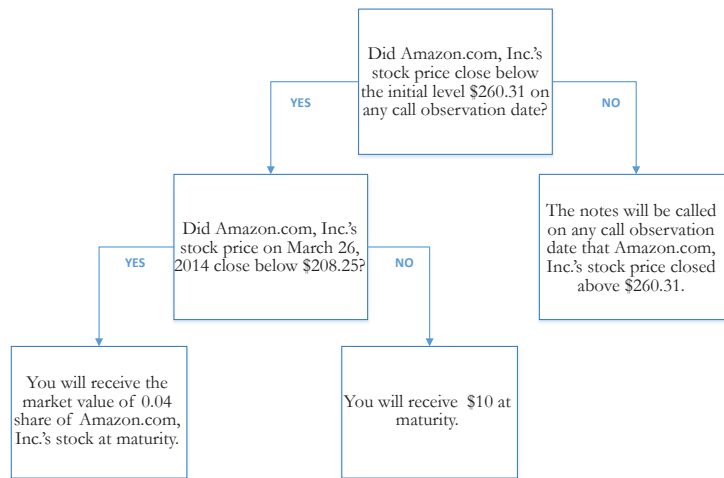 Did Amazon.com, Inc.'s
stock price close below
the initial level $260.31 on
any call observation date?
YES
NO
Did Amazon.com, Inc.'s
stock price on March 26,
2014 close below $208.25?
The notes will be called
on any call observation
date that Amazon.com,
Inc.'s stock price closed
above $260.31.
YES
NO
You will receive the
market value of 0.04
share of Amazon.com,
Inc.'s stock at maturity.
You will receive $10 at
maturity.